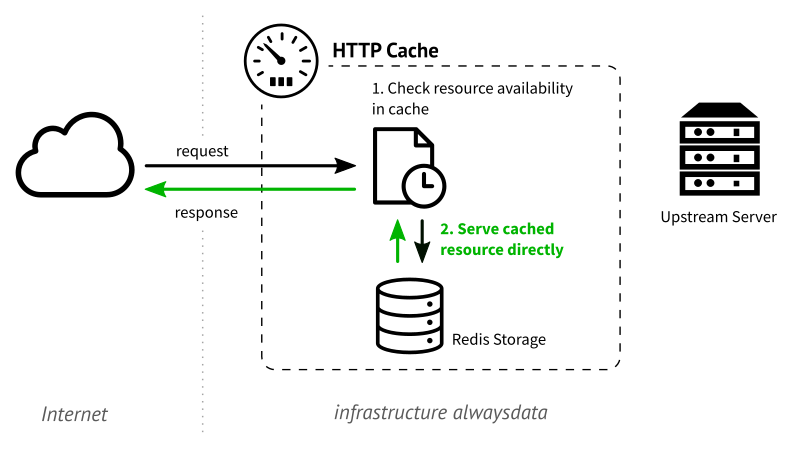 HTTP Cache
1. Check resource availability
in cache
request
response
2. Serve cached
resource directly
Redis Storage
Upstream Server
Internet
infrastructure alwaysdata